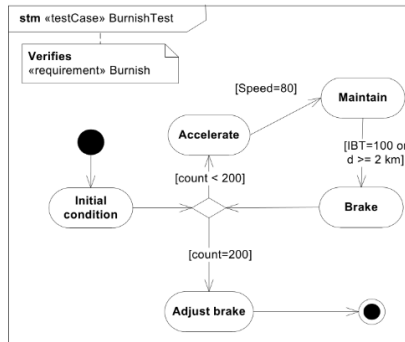 stm «testCase» BurnishTest
Verifies
«requirement» Burnish
[Speed=80]
Maintain
Accelerate
[IBT=100 or
d >= 2 km]
[count < 200]
Initial
condition
Brake
[count=200]
Adjust brake